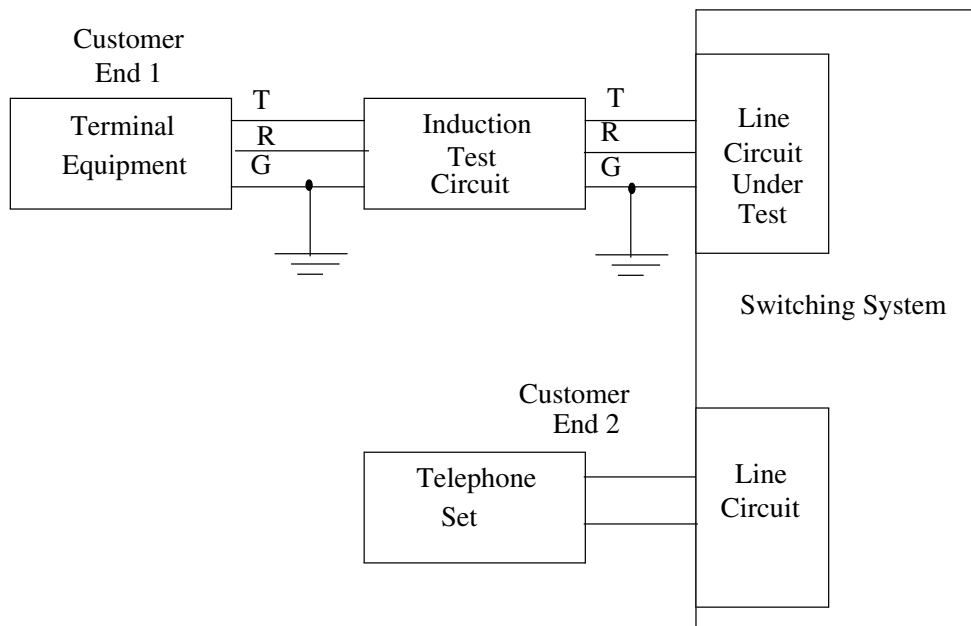 Customer
End 1
Terminal
Equipment
T
R
G
Induction
Test
Circuit
T
R
G
Line
Circuit
Under
Test
Switching System
Customer
End 2
Telephone
Set
Line
Circuit